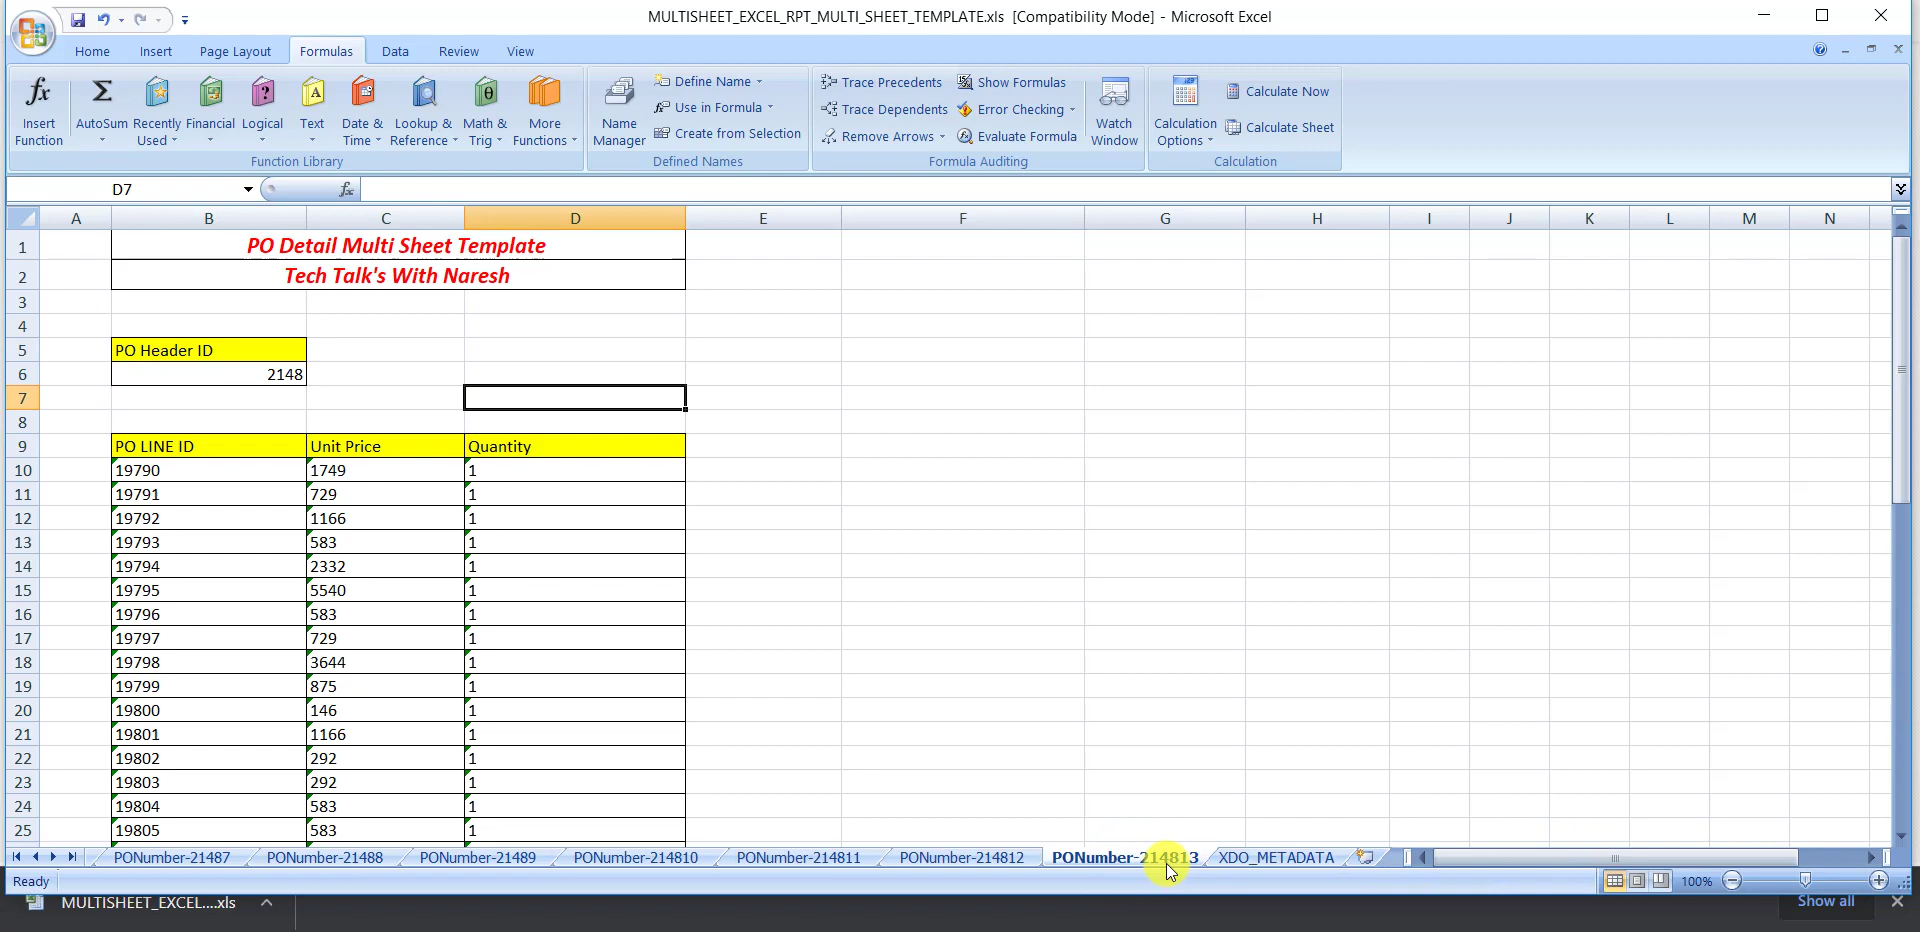 MULTISHEET_EXCEL_RPT_MULTI_SHEET_TEMPLATE.xls [Compatibility Mode] - Microsoft Excel
Home Insert Page Layout Formulas Data Review View
fx Insert Function
Σ AutoSum
Recently Used
Financial
? Logical
A Text
Date & Time
Lookup & Reference
θ Math & Trig
More Functions
Function Library
Name Manager
Define Name
Use in Formula
Create from Selection
Defined Names
Trace Precedents
Trace Dependents
Remove Arrows
Show Formulas
Error Checking
Evaluate Formula
Watch Window
Formula Auditing
Calculation Options
Calculate Now
Calculate Sheet
Calculation
D7 fx
A B C D E F G H I J K L M N
1 PO Detail Multi Sheet Template
2 Tech Talk's With Naresh
3
4
5 PO Header ID
6 2148
7
8
9 PO LINE ID Unit Price Quantity
10 19790 1749 1
11 19791 729 1
12 19792 1166 1
13 19793 583 1
14 19794 2332 1
15 19795 5540 1
16 19796 583 1
17 19797 729 1
18 19798 3644 1
19 19799 875 1
20 19800 146 1
21 19801 1166 1
22 19802 292 1
23 19803 292 1
24 19804 583 1
25 19805 583 1
PONumber-21487 PONumber-21488 PONumber-21489 PONumber-214810 PONumber-214811 PONumber-214812 PONumber-214813 XDO_METADATA
Ready 100%
MULTISHEET_EXCEL....xls Show all